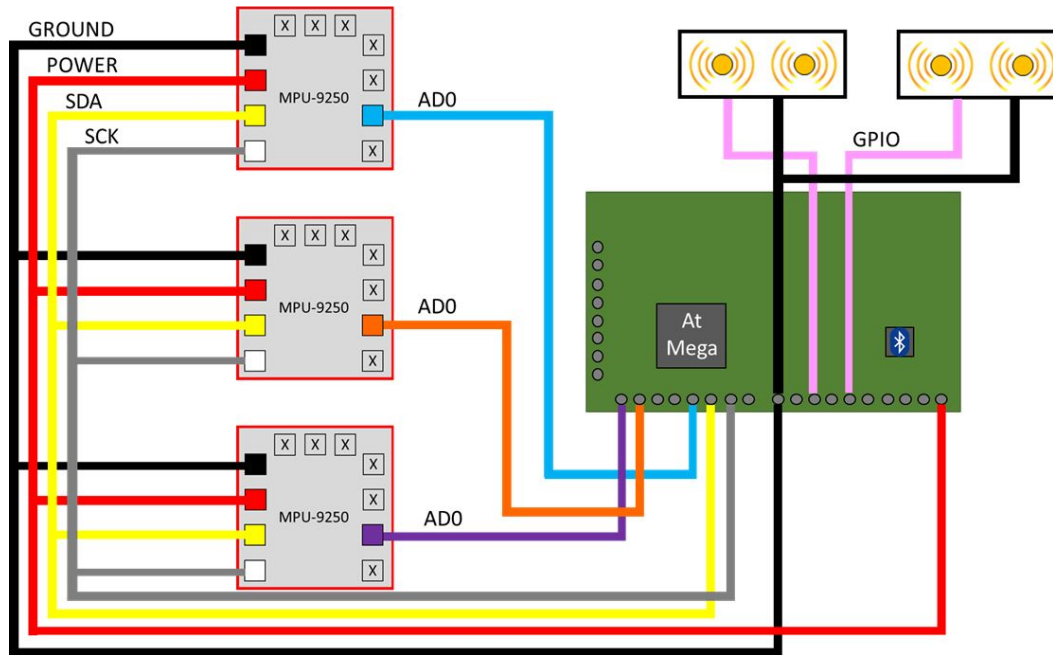 GROUND
POWER
SDA
SCK
X X X
X
X
MPU-9250
AD0
X
GPIO
X X X
X
X
MPU-9250
AD0
X
At
Mega
X X X
X
X
MPU-9250
AD0
X